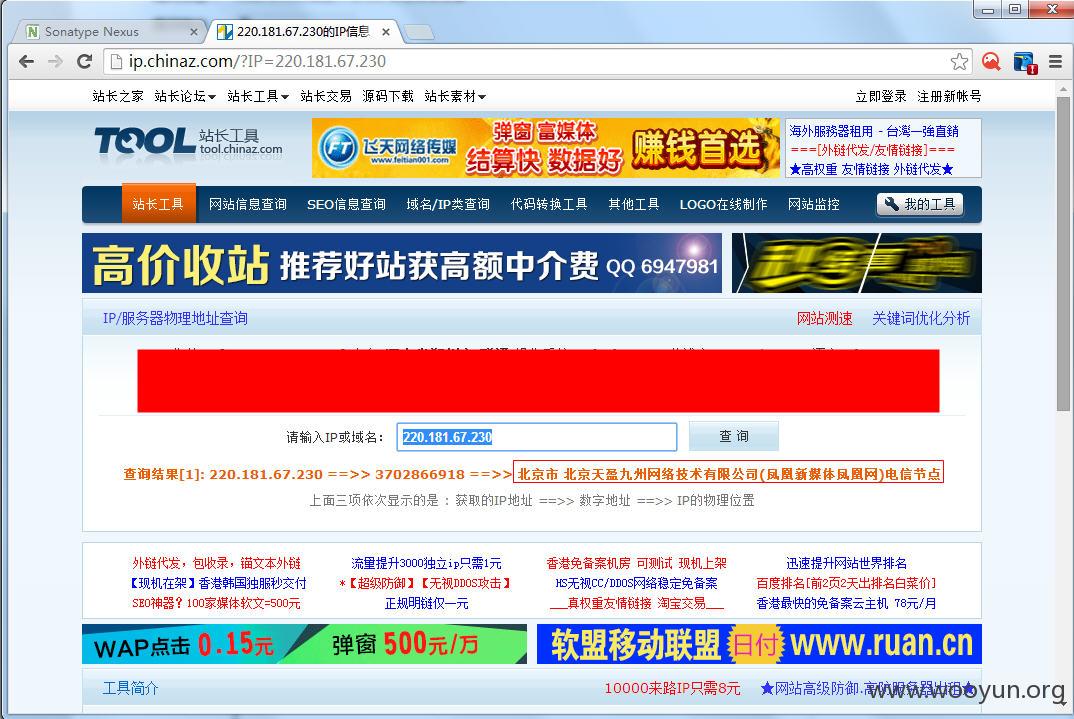 Sonatype Nexus
220.181.67.230的IP信息
ip.chinaz.com/?IP=220.181.67.230
站长之家 站长论坛 站长工具 站长交易 源码下载 站长素材 立即登录 注册新帐号
TOOL 站长工具
tool.chinaz.com
FT 飞天网络传媒
www.feitian001.com
弹窗 富媒体
结算快 数据好
赚钱首选
海外服務器租用 - 台灣一強直銷
===[外链代发/友情链接]===
★高权重 友情链接 外链代发★
站长工具 网站信息查询 SEO信息查询 域名/IP类查询 代码转换工具 其他工具 LOGO在线制作 网站监控 我的工具
高价收站 推荐好站获高额中介费 QQ 6947981
IP/服务器物理地址查询 网站测速 关键词优化分析
请输入IP或域名: 220.181.67.230 查 询
查询结果[1]: 220.181.67.230 ==>> 3702866918 ==>> 北京市 北京天盈九州网络技术有限公司(凤凰新媒体凤凰网)电信节点
上面三项依次显示的是 : 获取的IP地址 ==>> 数字地址 ==>> IP的物理位置
外链代发，包收录，锚文本外链 流量提升3000独立ip只需1元 香港免备案机房 可测试 现机上架 迅速提升网站世界排名
【现机在架】香港韩国独服秒交付 *【超级防御】【无视DDOS攻击】 HS无视CC/DDOS网络稳定免备案 百度排名[前2页2天出排名白菜价]
SEO神器？100家媒体软文=500元 正规明链仅一元 ___真权重友情链接 淘宝交易___ 香港最快的免备案云主机 78元/月
WAP点击 0.15元 弹窗 500元/万
软盟移动联盟 日付 www.ruan.cn
工具简介 10000来路IP只需8元 ★网站高级防御.高防服务器出租★
www.wooyun.org